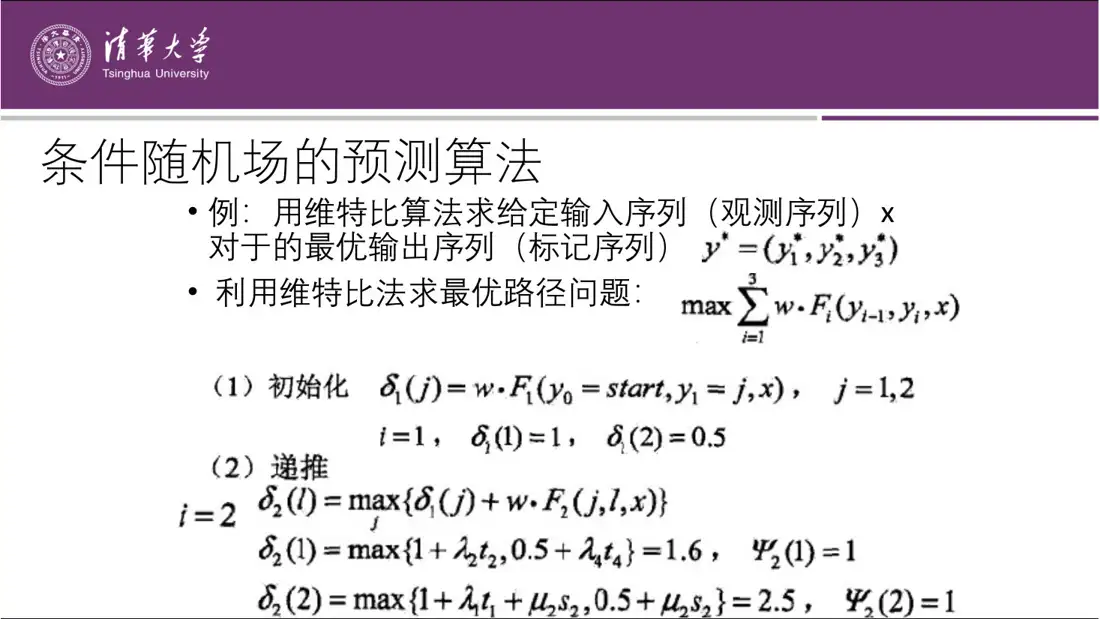 清华大学
Tsinghua University
条件随机场的预测算法
• 例：用维特比算法求给定输入序列（观测序列）x
对于的最优输出序列（标记序列） y* = (y₁*, y₂*, y₃*)
• 利用维特比法求最优路径问题： max ∑_{i=1}^{3} w·Fᵢ(yᵢ₋₁, yᵢ, x)
（1）初始化 δ₁(j) = w·F₁(y₀ = start, y₁ = j, x)， j = 1,2
i = 1， δ₁(1) = 1， δ₁(2) = 0.5
（2）递推
i = 2 δ₂(l) = max_j{δ₁(j) + w·F₂(j, l, x)}
δ₂(1) = max{1 + λ₂t₂, 0.5 + λ₄t₄} = 1.6， Ψ₂(1) = 1
δ₂(2) = max{1 + λ₁t₁ + μ₂s₂, 0.5 + μ₂s₂} = 2.5， Ψ₂(2) = 1